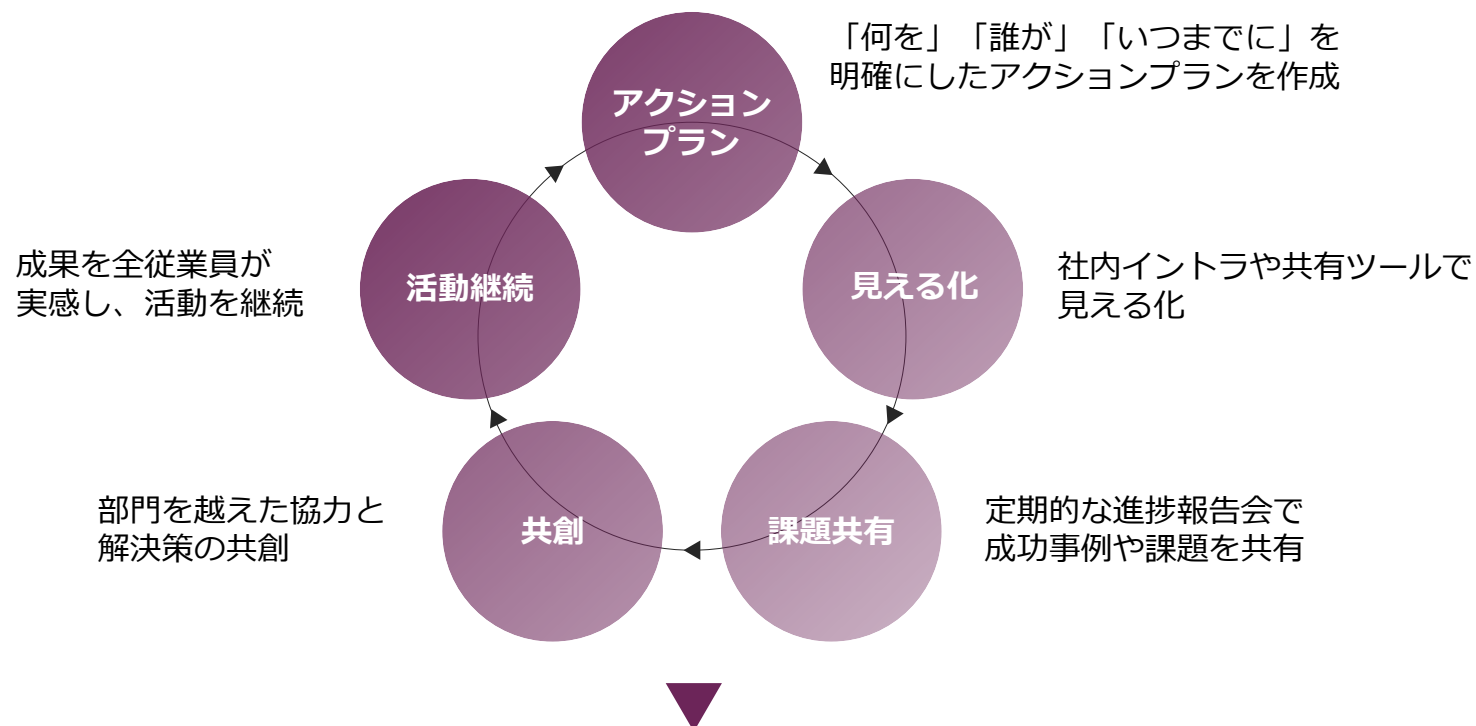 「何を」「誰が」「いつまでに」を
明確にしたアクションプランを作成
アクション
プラン
見える化
社内イントラや共有ツールで
見える化
課題共有
定期的な進捗報告会で
成功事例や課題を共有
共創
部門を越えた協力と
解決策の共創
活動継続
成果を全従業員が
実感し、活動を継続